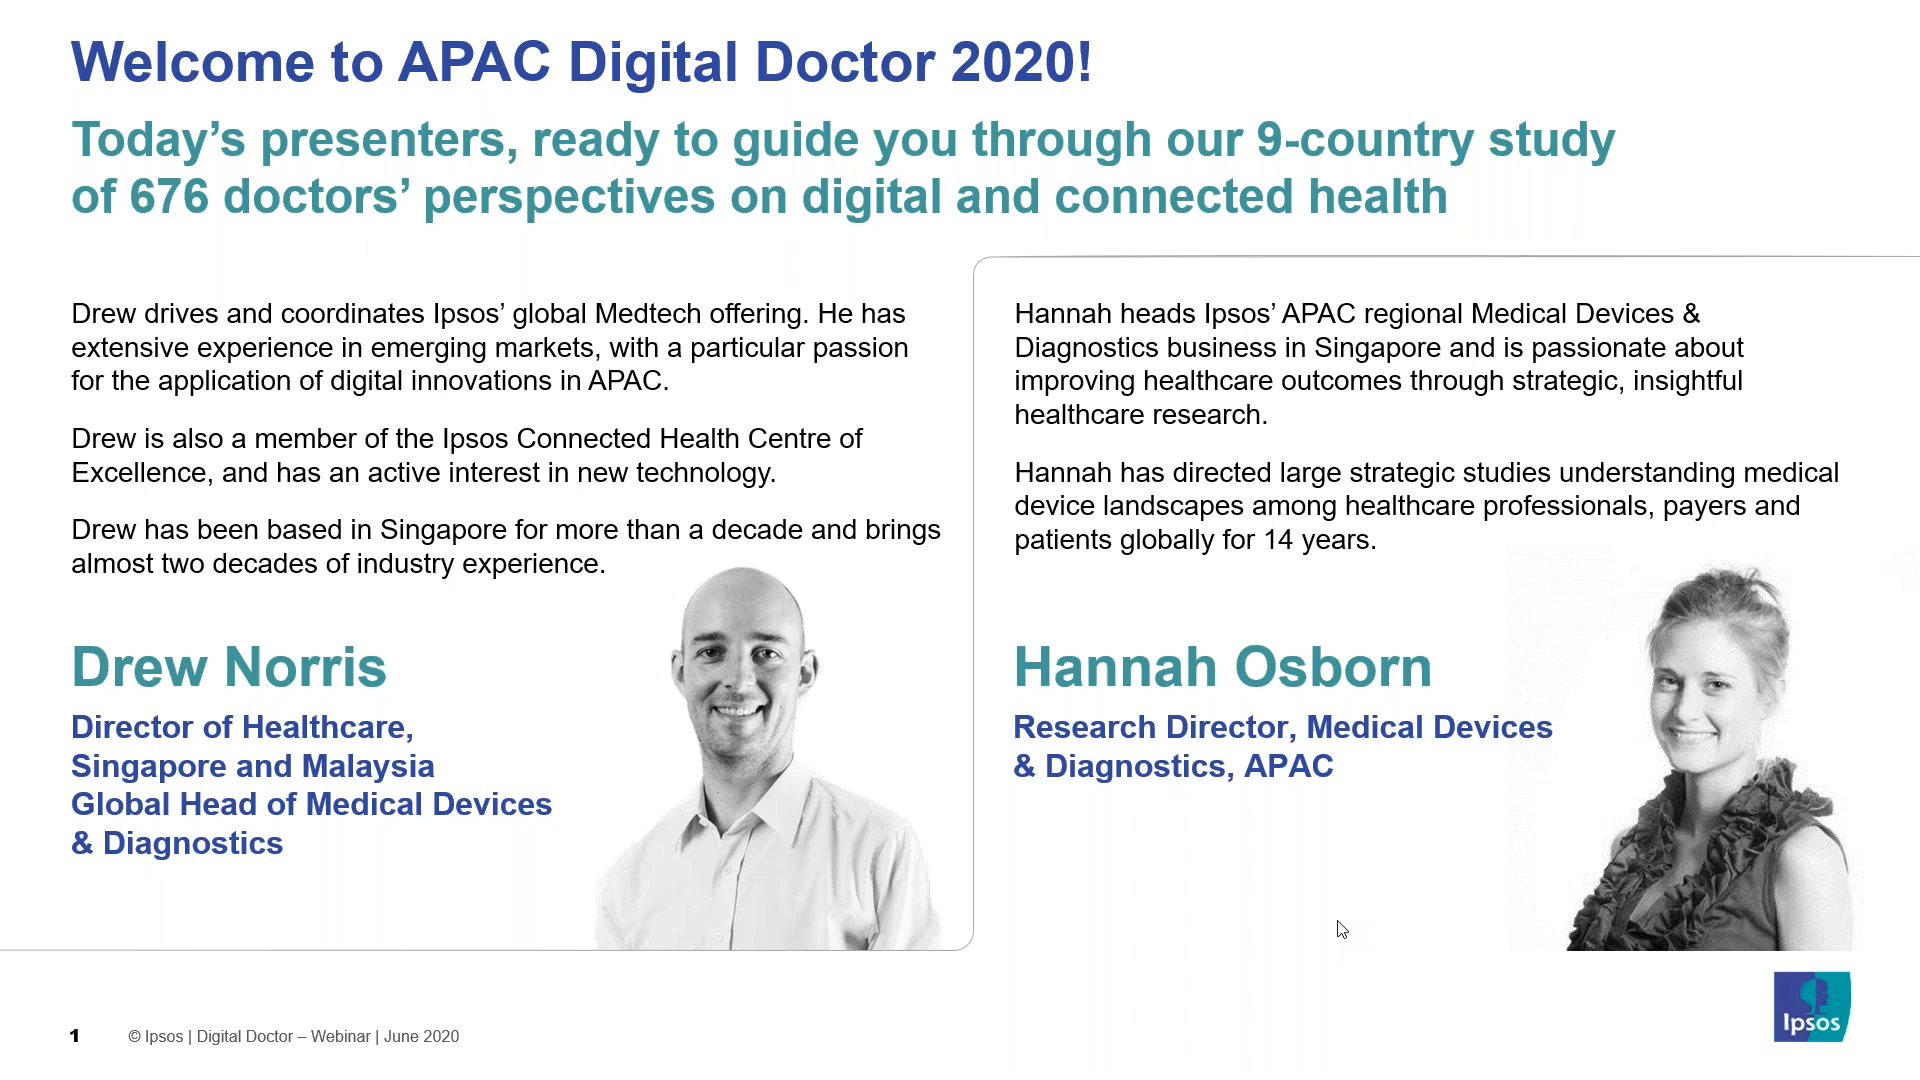 Welcome to APAC Digital Doctor 2020!
Today’s presenters, ready to guide you through our 9-country study
of 676 doctors’ perspectives on digital and connected health
Drew drives and coordinates Ipsos’ global Medtech offering. He has
extensive experience in emerging markets, with a particular passion
for the application of digital innovations in APAC.
Drew is also a member of the Ipsos Connected Health Centre of
Excellence, and has an active interest in new technology.
Drew has been based in Singapore for more than a decade and brings
almost two decades of industry experience.
Drew Norris
Director of Healthcare,
Singapore and Malaysia
Global Head of Medical Devices
& Diagnostics
Hannah heads Ipsos’ APAC regional Medical Devices &
Diagnostics business in Singapore and is passionate about
improving healthcare outcomes through strategic, insightful
healthcare research.
Hannah has directed large strategic studies understanding medical
device landscapes among healthcare professionals, payers and
patients globally for 14 years.
Hannah Osborn
Research Director, Medical Devices
& Diagnostics, APAC
1 © Ipsos | Digital Doctor – Webinar | June 2020
Ipsos